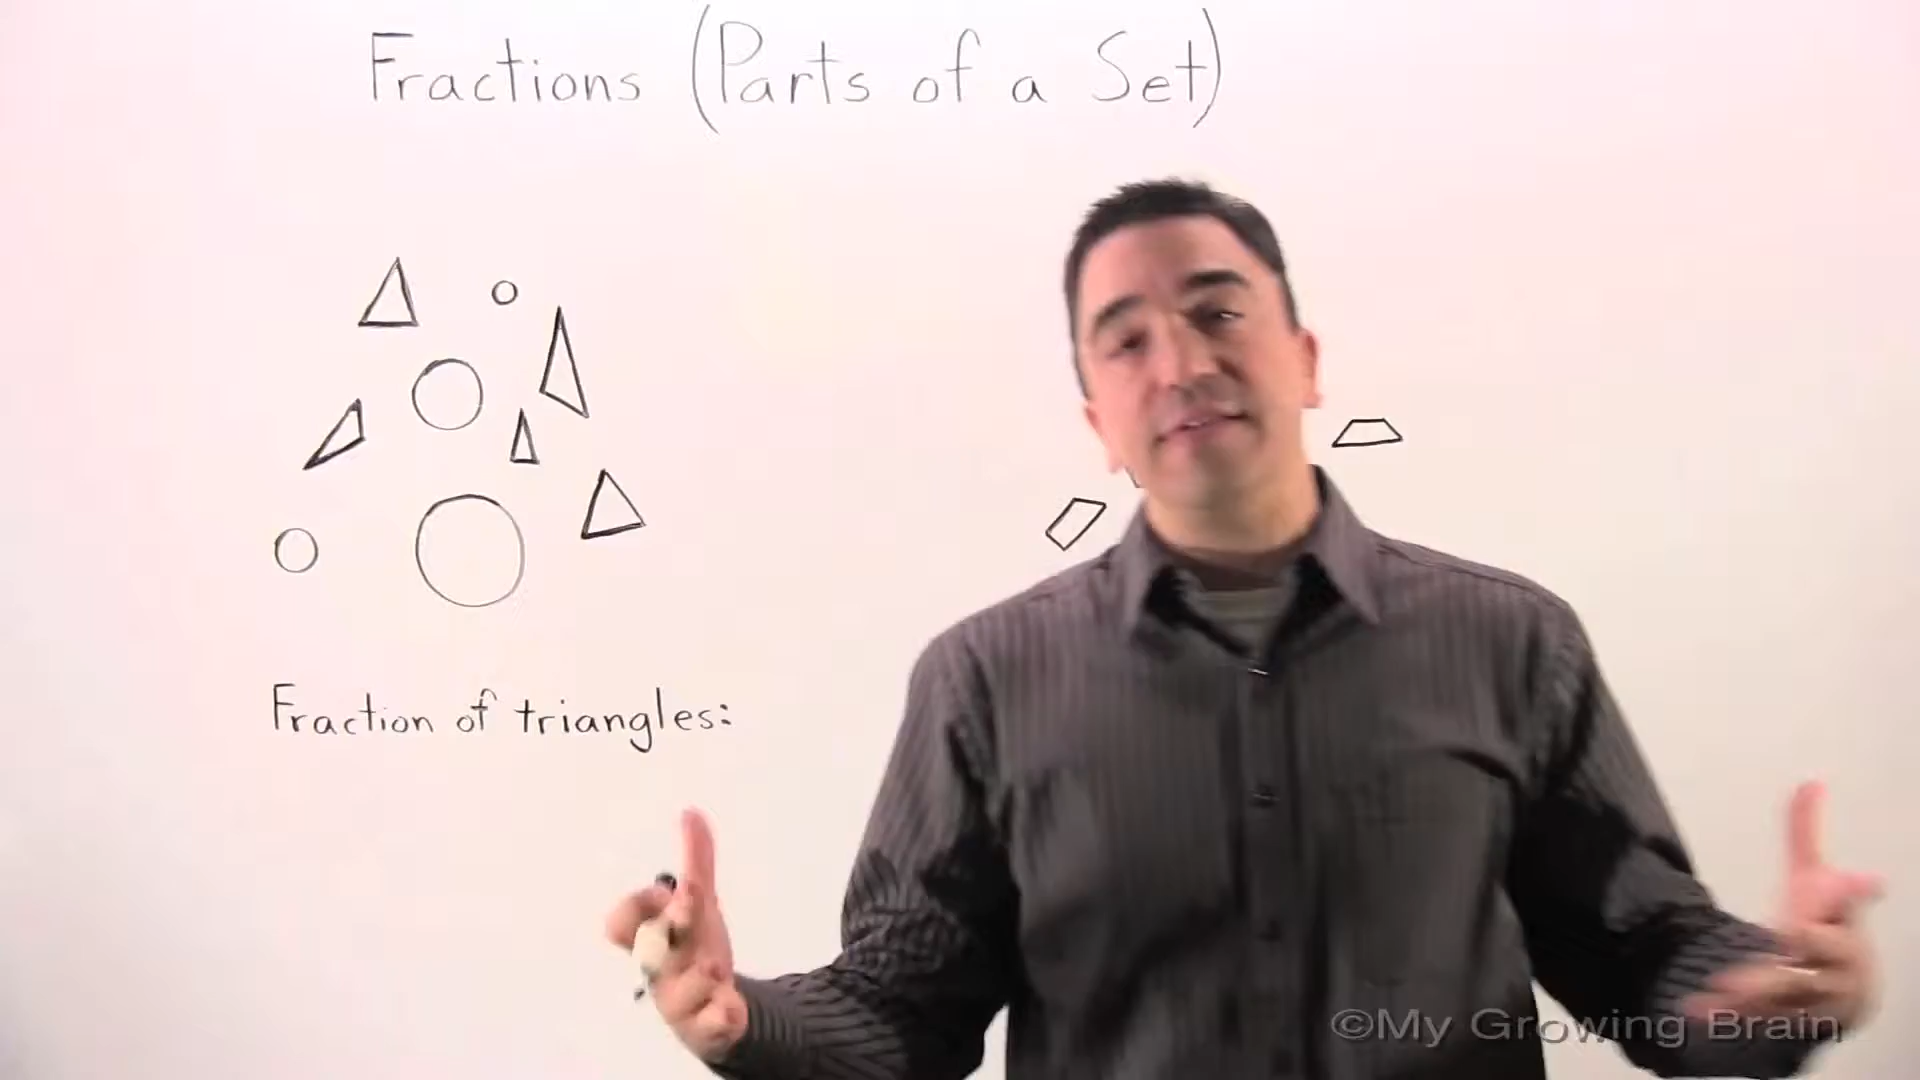 Fractions (Parts of a Set)
Fraction of triangles:
©My Growing Brain